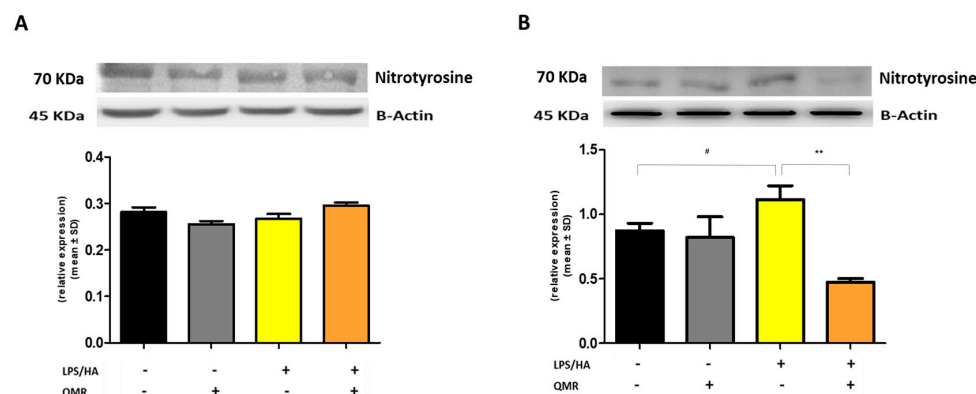 A
70 KDa
Nitrotyrosine
45 KDa
B-Actin
(relative expression)
(mean ± SD)
0.4
0.3
0.2
0.1
0.0
LPS/HA - - + +
QMR - + - +
B
70 KDa
Nitrotyrosine
45 KDa
B-Actin
(relative expression)
(mean ± SD)
1.5
1.0
0.5
0.0
#
**
LPS/HA - - + +
QMR - + - +